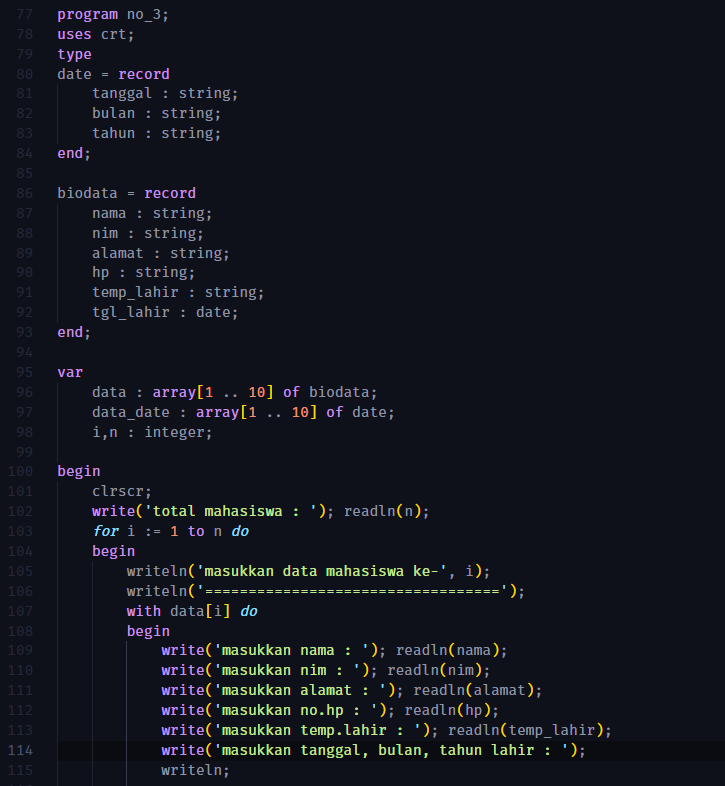 77 program no_3;
78 uses crt;
79 type
80 date = record
81     tanggal : string;
82     bulan : string;
83     tahun : string;
84 end;
85
86 biodata = record
87     nama : string;
88     nim : string;
89     alamat : string;
90     hp : string;
91     temp_lahir : string;
92     tgl_lahir : date;
93 end;
94
95 var
96     data : array[1 .. 10] of biodata;
97     data_date : array[1 .. 10] of date;
98     i,n : integer;
99
100 begin
101     clrscr;
102     write('total mahasiswa : '); readln(n);
103     for i := 1 to n do
104     begin
105         writeln('masukkan data mahasiswa ke-', i);
106         writeln('==================================');
107         with data[i] do
108         begin
109             write('masukkan nama : '); readln(nama);
110             write('masukkan nim : '); readln(nim);
111             write('masukkan alamat : '); readln(alamat);
112             write('masukkan no.hp : '); readln(hp);
113             write('masukkan temp.lahir : '); readln(temp_lahir);
114             write('masukkan tanggal, bulan, tahun lahir : ');
115             writeln;